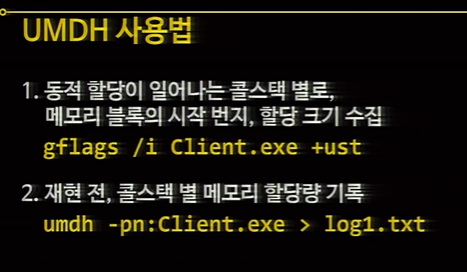 UMDH 사용법
1. 동적 할당이 일어나는 콜스택 별로,
메모리 블록의 시작 번지, 할당 크기 수집
gflags /i Client.exe +ust
2. 재현 전, 콜스택 별 메모리 할당량 기록
umdh -pn:Client.exe > log1.txt